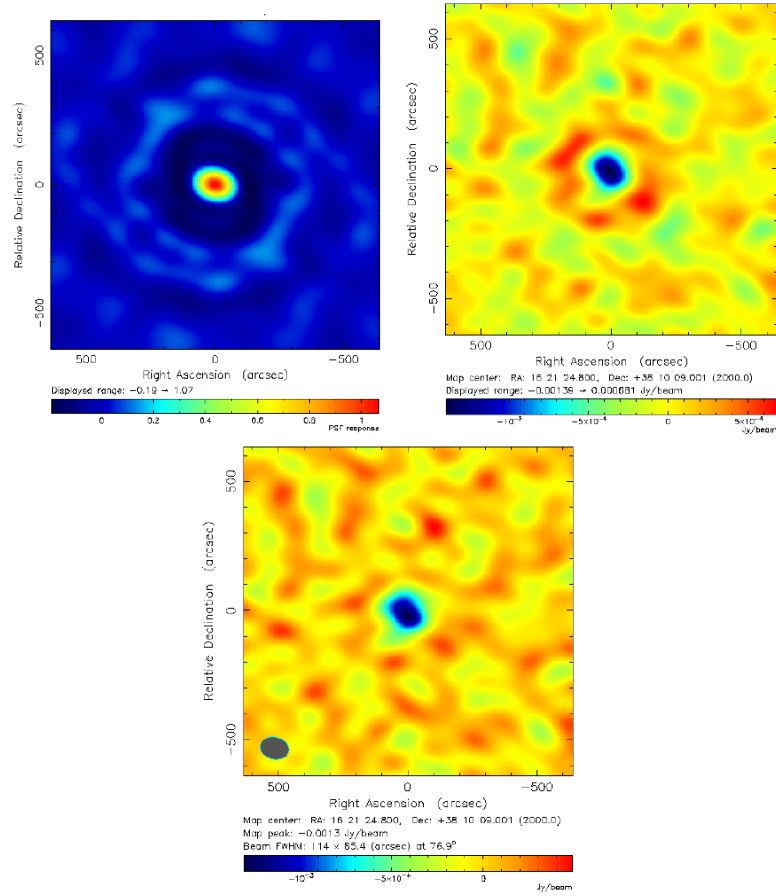 500
0
-500
Relative Declination (arcsec)
500 0 -500
Right Ascension (arcsec)
Displayed range: -0.19 → 1.07
0 0.2 0.4 0.6 0.8 1
PSF response
500
0
-500
Relative Declination (arcsec)
500 0 -500
Right Ascension (arcsec)
Map center: RA: 16 21 24.800, Dec: +38 10 09.001 (2000.0)
Displayed range: -0.00139 → 0.000681 Jy/beam
-10⁻³ -5×10⁻⁴ 0 5×10⁻⁴
Jy/beam
500
0
-500
Relative Declination (arcsec)
500 0 -500
Right Ascension (arcsec)
Map center: RA: 16 21 24.800, Dec: +38 10 09.001 (2000.0)
Map peak: -0.0013 Jy/beam
Beam FWHM: 114 x 85.4 (arcsec) at 76.9°
-10⁻³ -5×10⁻⁴ 0
Jy/beam